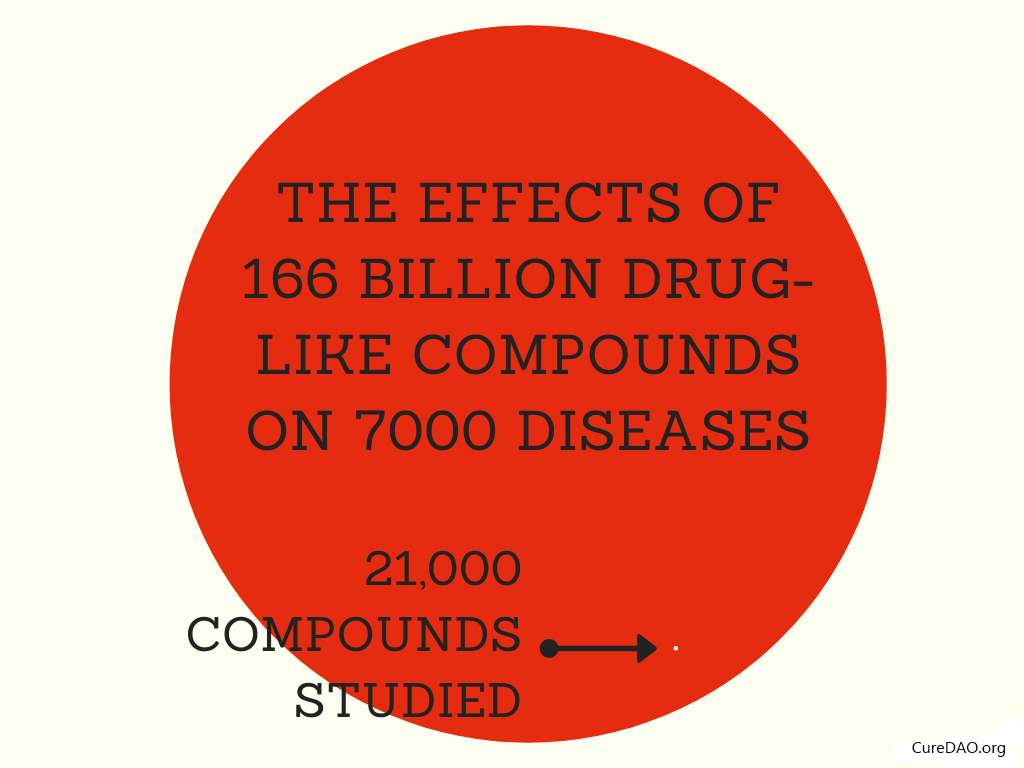 THE EFFECTS OF
166 BILLION DRUG-
LIKE COMPOUNDS
ON 7000 DISEASES
21,000
COMPOUNDS
STUDIED
CureDAO.org